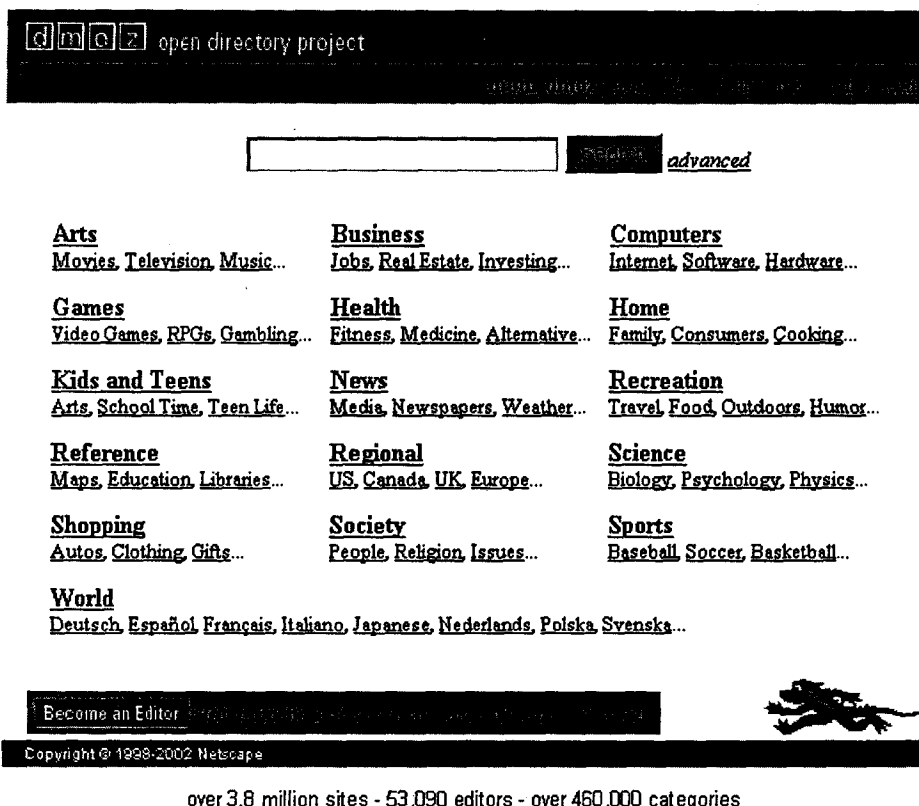 dmoz open directory project
advanced
Arts
Movies, Television, Music...
Business
Jobs, Real Estate, Investing...
Computers
Internet, Software, Hardware...
Games
Video Games, RPGs, Gambling...
Health
Fitness, Medicine, Alternative...
Home
Family, Consumers, Cooking...
Kids and Teens
Arts, School Time, Teen Life...
News
Media, Newspapers, Weather...
Recreation
Travel, Food, Outdoors, Humor...
Reference
Maps, Education, Libraries...
Regional
US, Canada, UK, Europe...
Science
Biology, Psychology, Physics...
Shopping
Autos, Clothing, Gifts...
Society
People, Religion, Issues...
Sports
Baseball, Soccer, Basketball...
World
Deutsch, Español, Français, Italiano, Japanese, Nederlands, Polska, Svenska...
Become an Editor
Copyright © 1998-2002 Netscape
over 3.8 million sites - 53,090 editors - over 460,000 categories